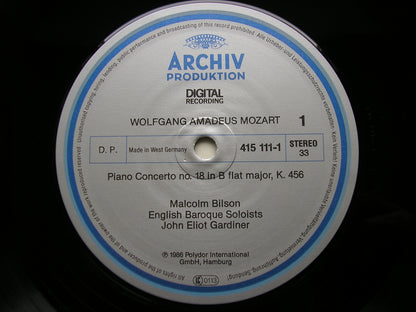 ARCHIV
PRODUKTION
DIGITAL
RECORDING
WOLFGANG AMADEUS MOZART 1
D. P. Made in West Germany 415 111-1 STEREO
33
Piano Concerto no. 18 in B flat major, K. 456
Malcolm Bilson
English Baroque Soloists
John Eliot Gardiner
℗ 1986 Polydor International
GmbH, Hamburg
LC 0113